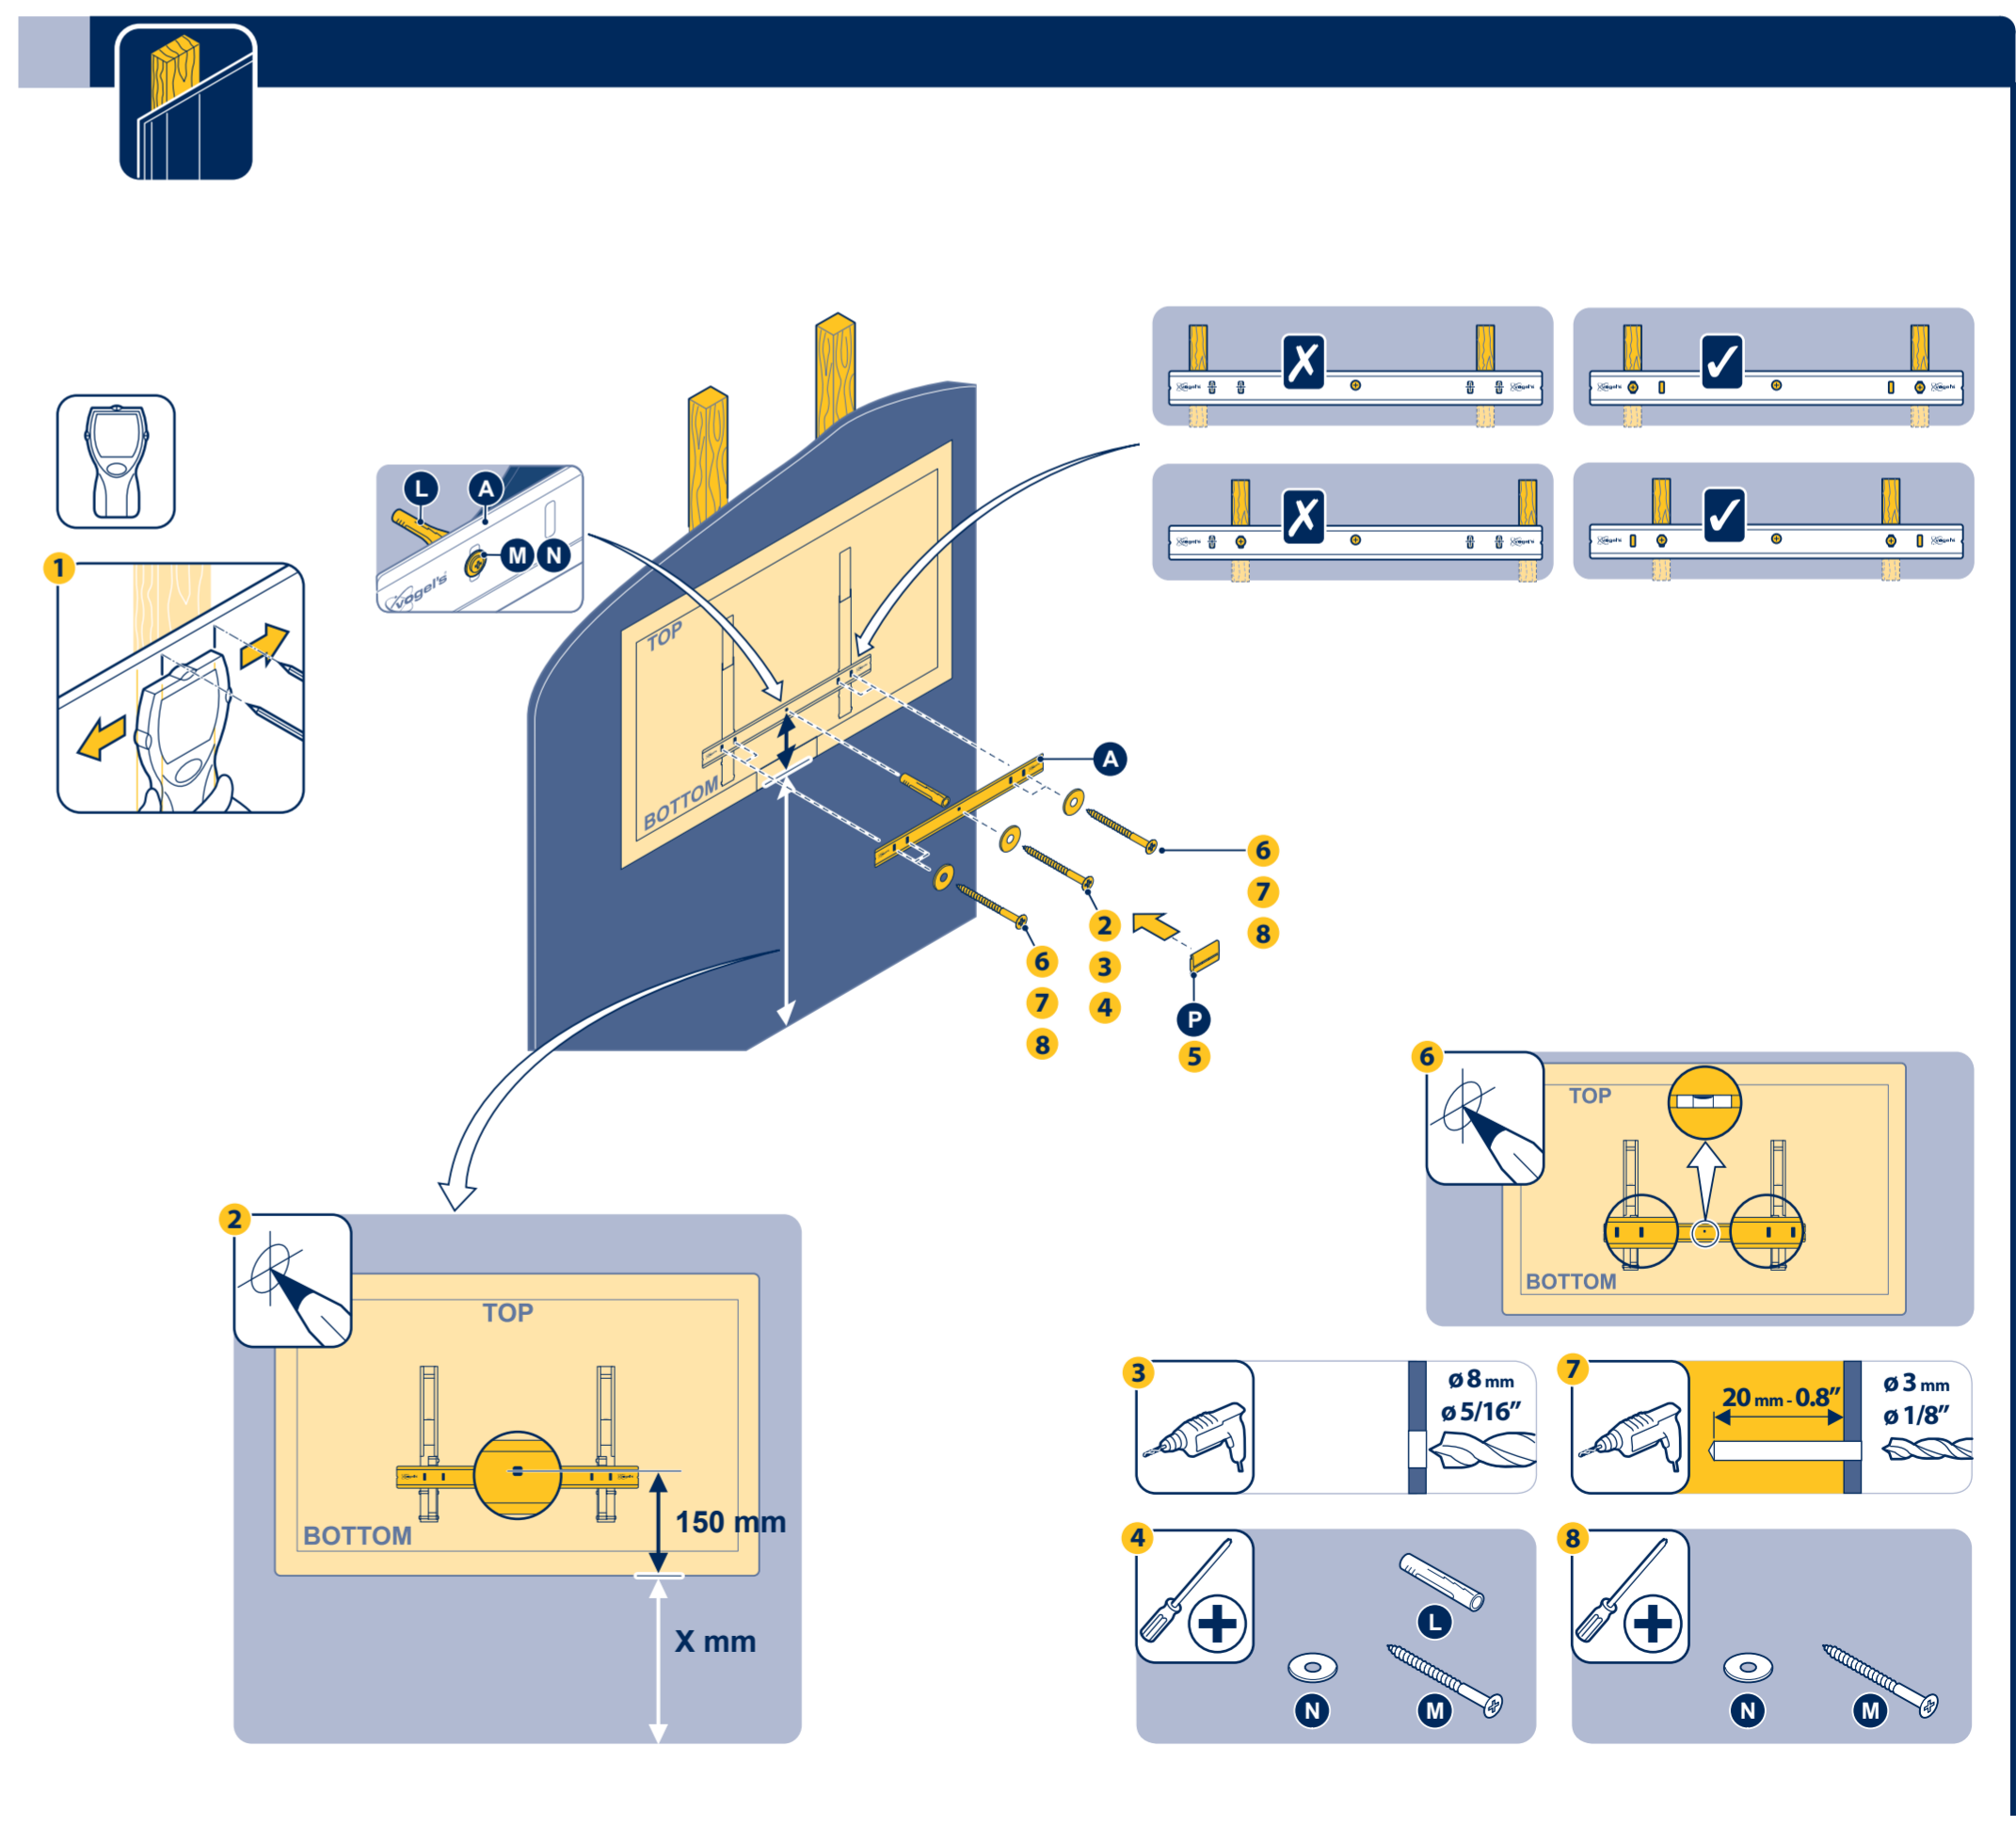 1
L
A
M N
vogel's
✗
✓
✗
✓
TOP
BOTTOM
A
6
7
8
2
3
4
6
7
8
P
5
2
TOP
BOTTOM
150 mm
X mm
6
TOP
BOTTOM
3
ø 8 mm
ø 5/16″
7
20 mm - 0.8″
ø 3 mm
ø 1/8″
4
L
N
M
8
N
M